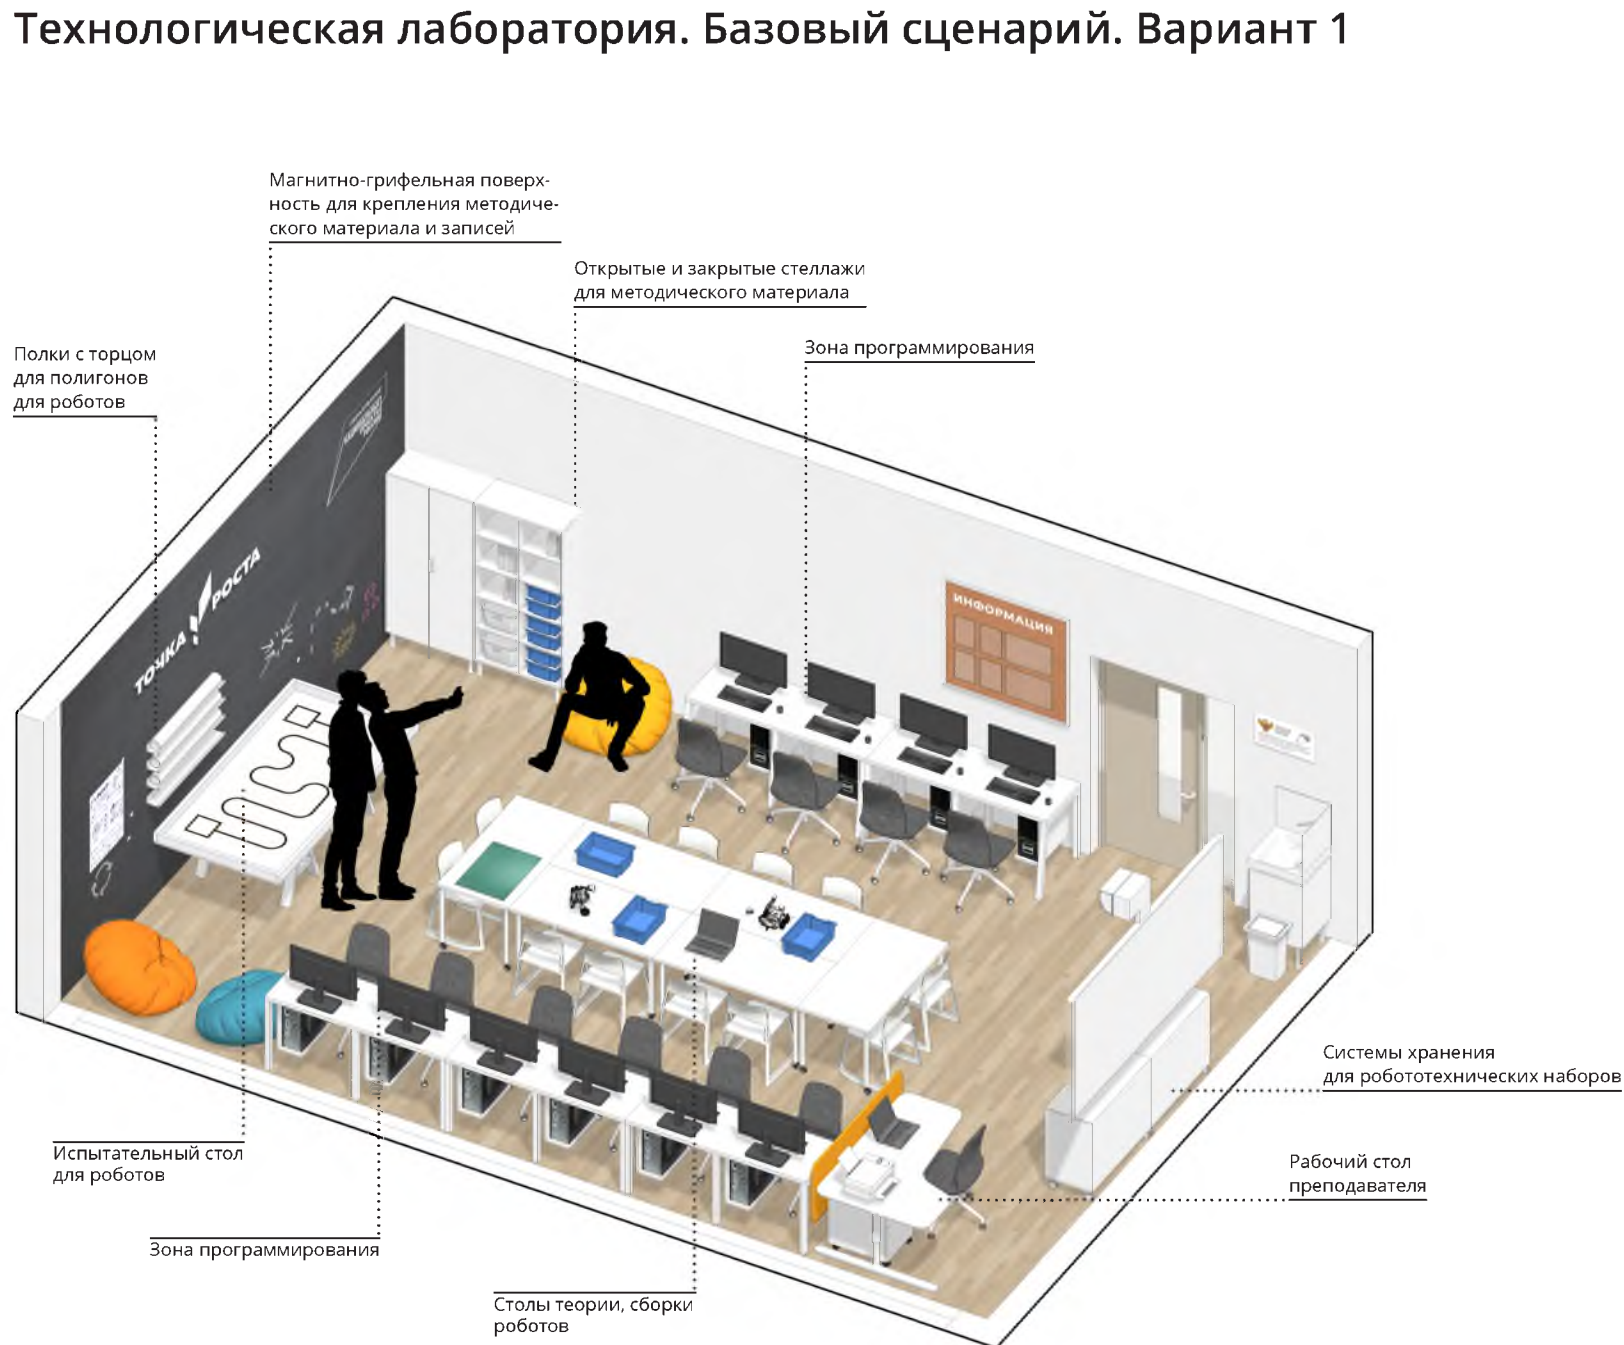 Технологическая лаборатория. Базовый сценарий. Вариант 1
Магнитно-грифельная поверх-
ность для крепления методиче-
ского материала и записей
Открытые и закрытые стеллажи
для методического материала
Зона программирования
Полки с торцом
для полигонов
для роботов
ТОЧКА РОСТА
ИНФОРМАЦИЯ
Системы хранения
для робототехнических наборов
Испытательный стол
для роботов
Рабочий стол
преподавателя
Зона программирования
Столы теории, сборки
роботов